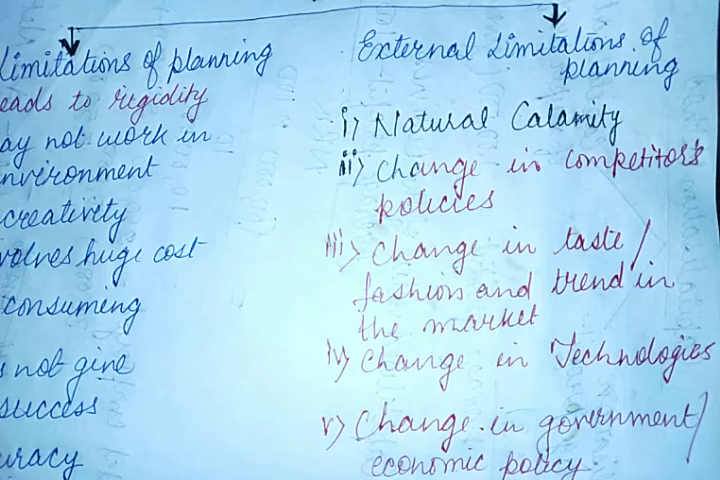 limitations of planning
eads to rigidity
ay not work in
nvironment
creativity
volves huge cost
consuming
not give
success
uracy
External Limitations of
planning
i) Natural Calamity
ii) Change in competitor's
policies
iii) Change in taste/
fashion and trend in
the market
iv) Change in Technologies
v) Change in government/
economic policy.